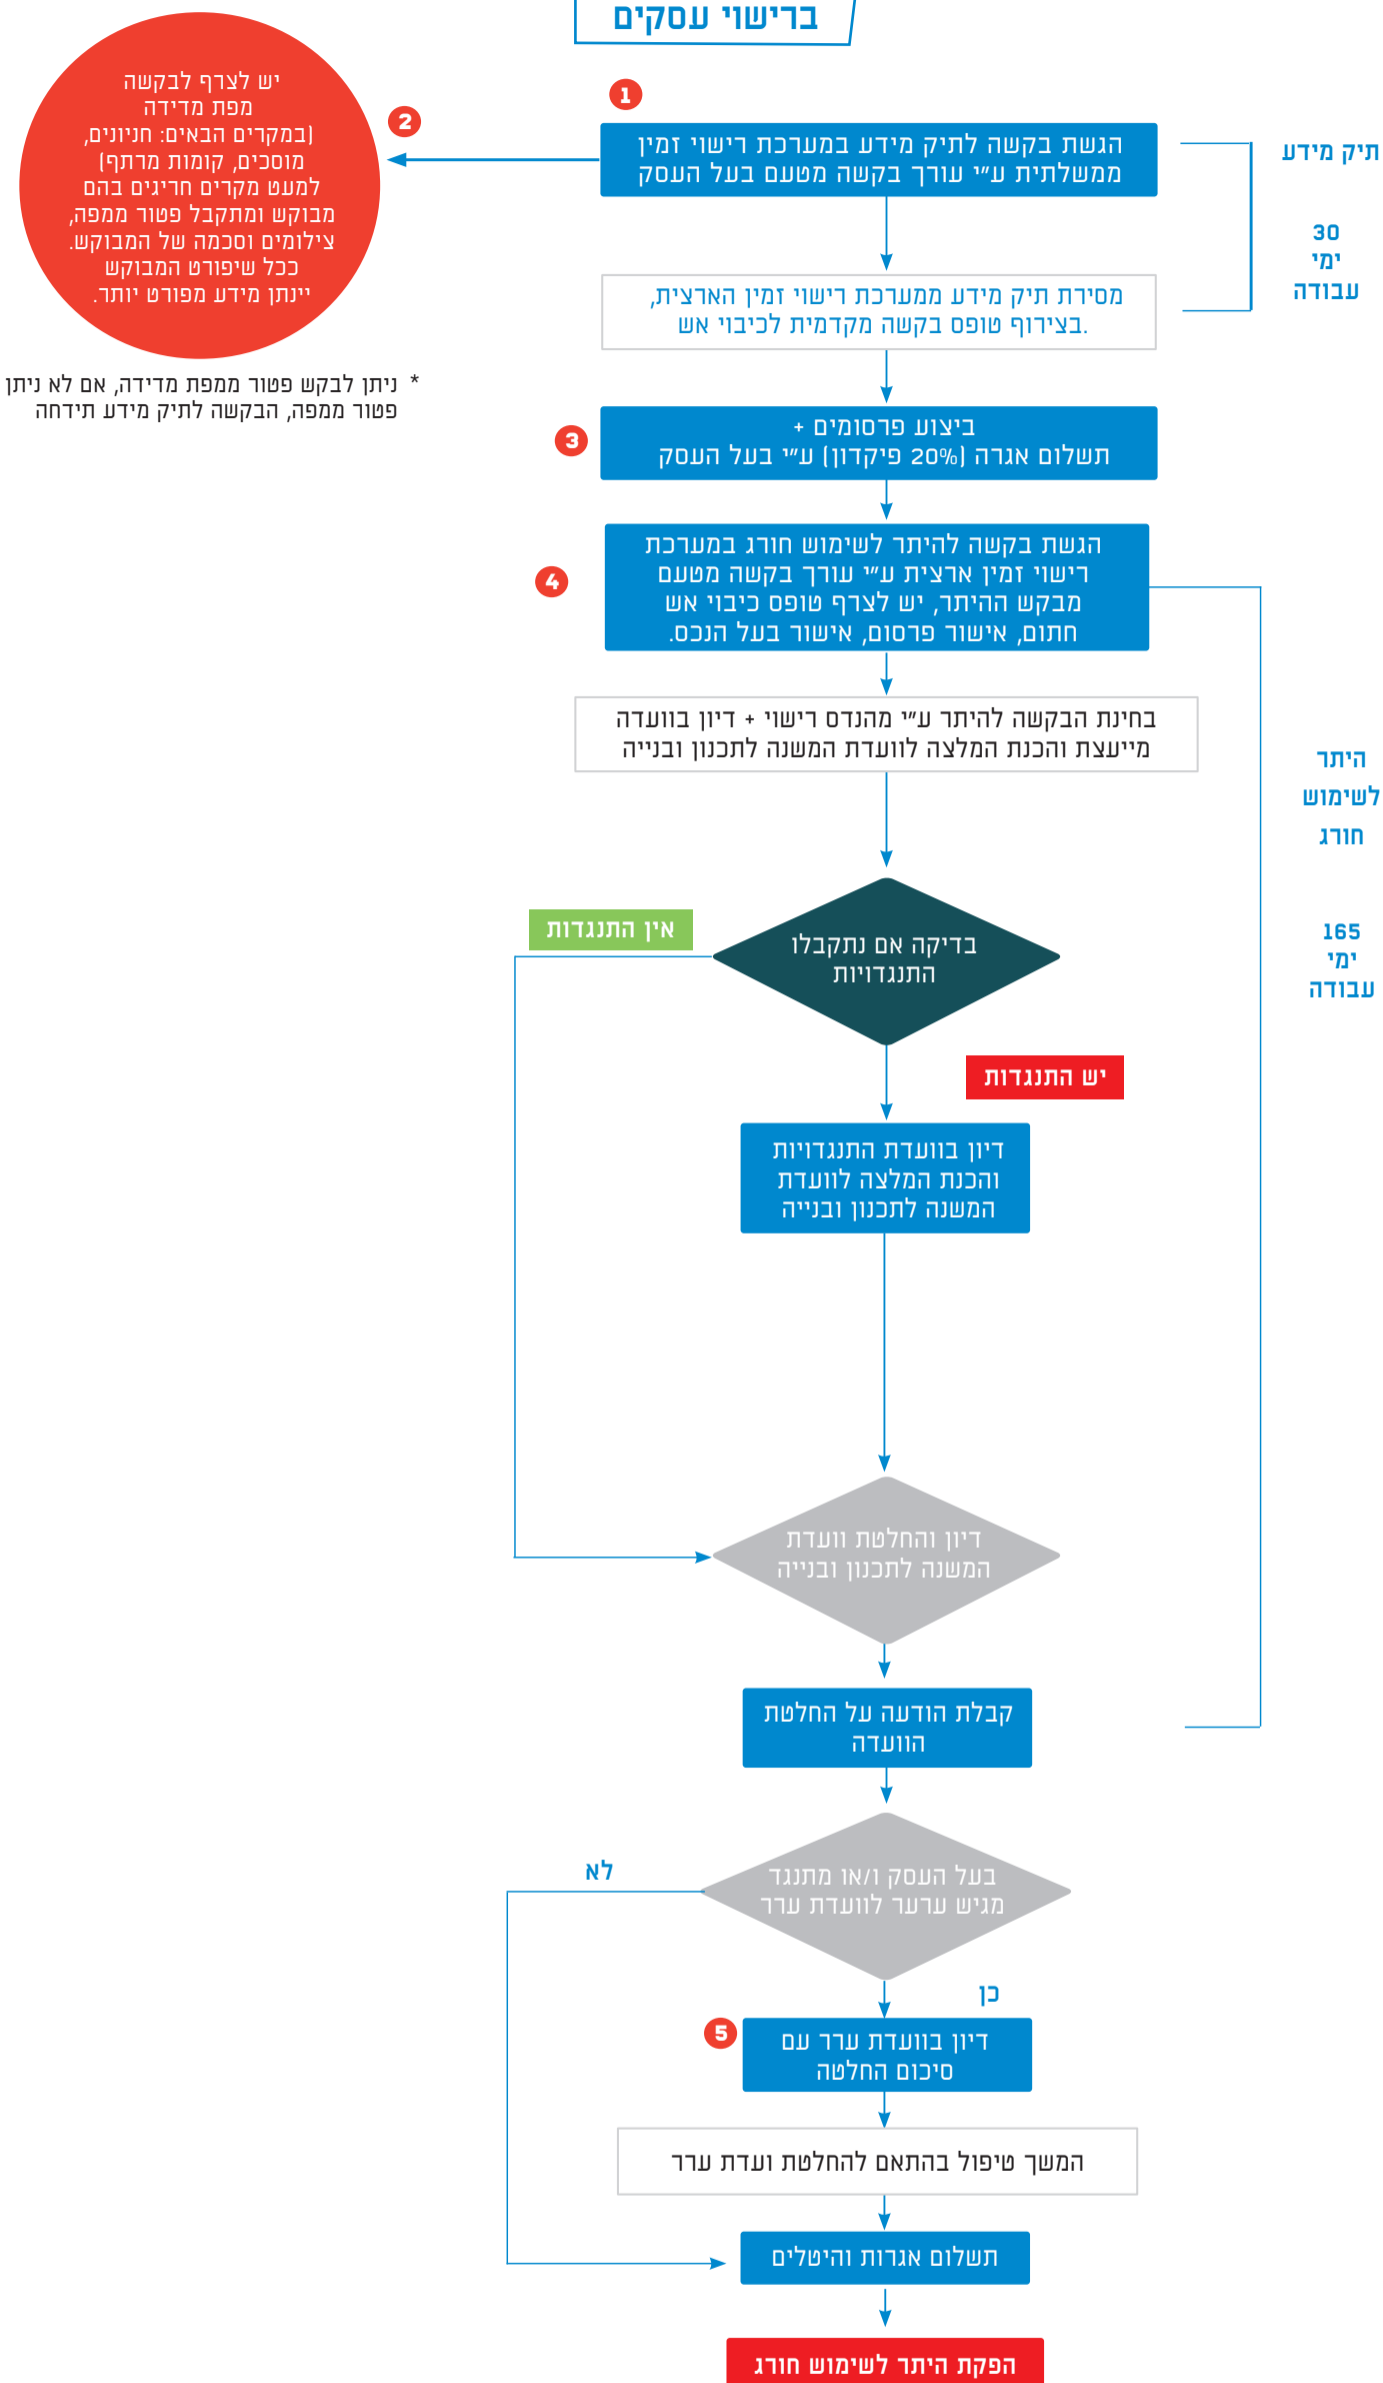 ברישוי עסקים
1
הגשת בקשה לתיק מידע במערכת רישוי זמין
ממשלתית ע״י עורך בקשה מטעם בעל העסק
תיק מידע
30
ימי
עבודה
2
יש לצרף לבקשה
מפת מדידה
(במקרים הבאים: חניונים,
מוסכים, קומות מרתף)
למעט מקרים חריגים בהם
מבוקש ומתקבל פטור ממפה,
צילומים וסכמה של המבוקש.
ככל שיפורט המבוקש
יינתן מידע מפורט יותר.
* ניתן לבקש פטור ממפת מדידה, אם לא ניתן
פטור ממפה, הבקשה לתיק מידע תידחה
מסירת תיק מידע ממערכת רישוי זמין הארצית,
בצירוף טופס בקשה מקדמית לכיבוי אש.
3
ביצוע פרסומים +
תשלום אגרה (20% פיקדון) ע״י בעל העסק
4
הגשת בקשה להיתר לשימוש חורג במערכת
רישוי זמין ארצית ע״י עורך בקשה מטעם
מבקש ההיתר, יש לצרף טופס כיבוי אש
חתום, אישור פרסום, אישור בעל הנכס.
בחינת הבקשה להיתר ע״י מהנדס רישוי + דיון בוועדה
מייעצת והכנת המלצה לוועדת המשנה לתכנון ובנייה
היתר
לשימוש
חורג
165
ימי
עבודה
בדיקה אם נתקבלו
התנגדויות
אין התנגדות
יש התנגדות
דיון בוועדת התנגדויות
והכנת המלצה לוועדת
המשנה לתכנון ובנייה
דיון והחלטת וועדת
המשנה לתכנון ובנייה
קבלת הודעה על החלטת
הוועדה
בעל העסק ו/או מתנגד
מגיש ערער לוועדת ערר
לא
כן
5
דיון בוועדת ערר עם
סיכום החלטה
המשך טיפול בהתאם להחלטת ועדת ערר
תשלום אגרות והיטלים
הפקת היתר לשימוש חורג